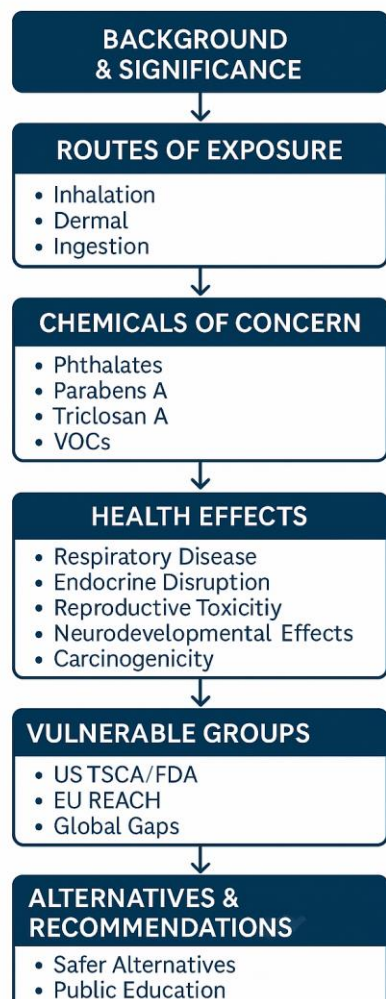 BACKGROUND
& SIGNIFICANCE
ROUTES OF EXPOSURE
• Inhalation
• Dermal
• Ingestion
CHEMICALS OF CONCERN
• Phthalates
• Parabens A
• Triclosan A
• VOCs
HEALTH EFFECTS
• Respiratory Disease
• Endocrine Disruption
• Reproductive Toxicitiy
• Neurodevelopmental Effects
• Carcinogenicity
VULNERABLE GROUPS
• US TSCA/FDA
• EU REACH
• Global Gaps
ALTERNATIVES &
RECOMMENDATIONS
• Safer Alternatives
• Public Education